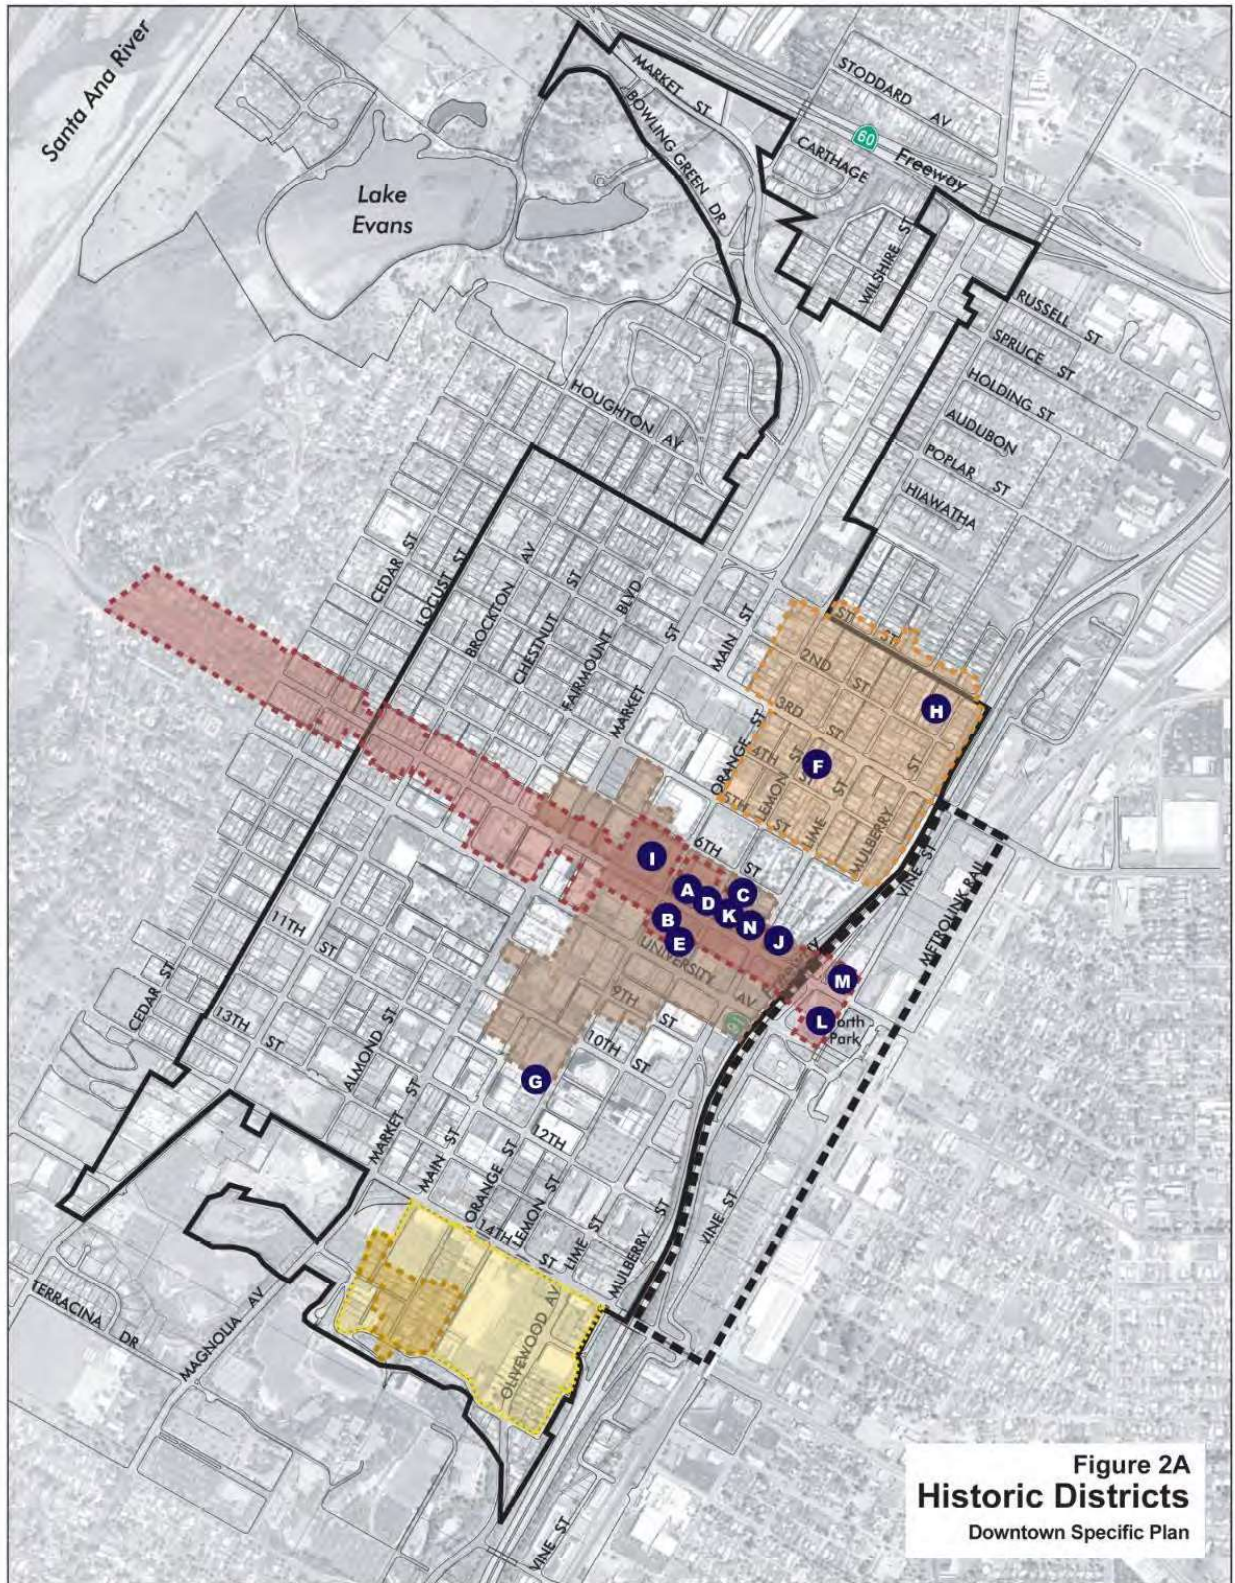 Santa Ana River
MARKET ST
STODDARD AV
BOWLING GREEN DR
60
Freeway
CARTHAGE
Lake
Evans
WILSHIRE ST
RUSSELL ST
SPRUCE ST
HOLDING ST
HOUGHTON AV
AUDUBON
POPLAR ST
HIAWATHA
CEDAR ST
LOCUST ST
BROCKTON AV
CHESTNUT ST
FAIRMOUNT BLVD
MARKET ST
MAIN ST
ST ST
2ND ST
3RD ST
H
ORANGE ST
4TH ST
F
5TH ST
LEMON ST
LIME ST
MULBERRY ST
6TH ST
VINE ST
METROLINK RAIL
I
A
D
C
K
N
B
E
J
UNIVERSITY AV
M
L
orth
Park
91
9TH ST
10TH ST
11TH ST
CEDAR ST
13TH ST
ALMOND ST
G
12TH
MARKET ST
MAIN ST
ORANGE ST
LEMON ST
14TH ST
LIME ST
MULBERRY ST
VINE ST
TERRACINA DR
MAGNOLIA AV
OLIVEWOOD AV
VINE ST
Figure 2A
Historic Districts
Downtown Specific Plan